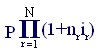 P∏_{r=1}^{N}(1+n_r i_r)